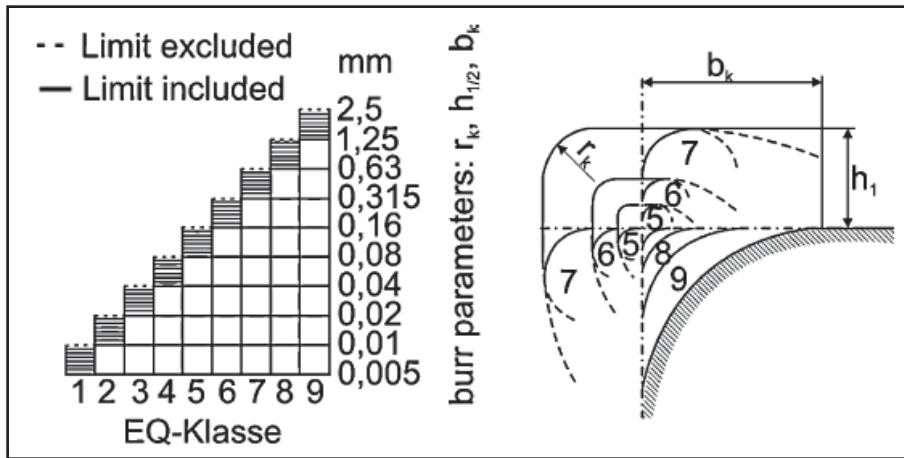 Limit excluded
Limit included
mm
2,5
1,25
0,63
0,315
0,16
0,08
0,04
0,02
0,01
0,005
1 2 3 4 5 6 7 8 9
EQ-Klasse
burr parameters: rk, h1/2, bk
bk
rk
h1
7
6
5
5
6
7
8
9